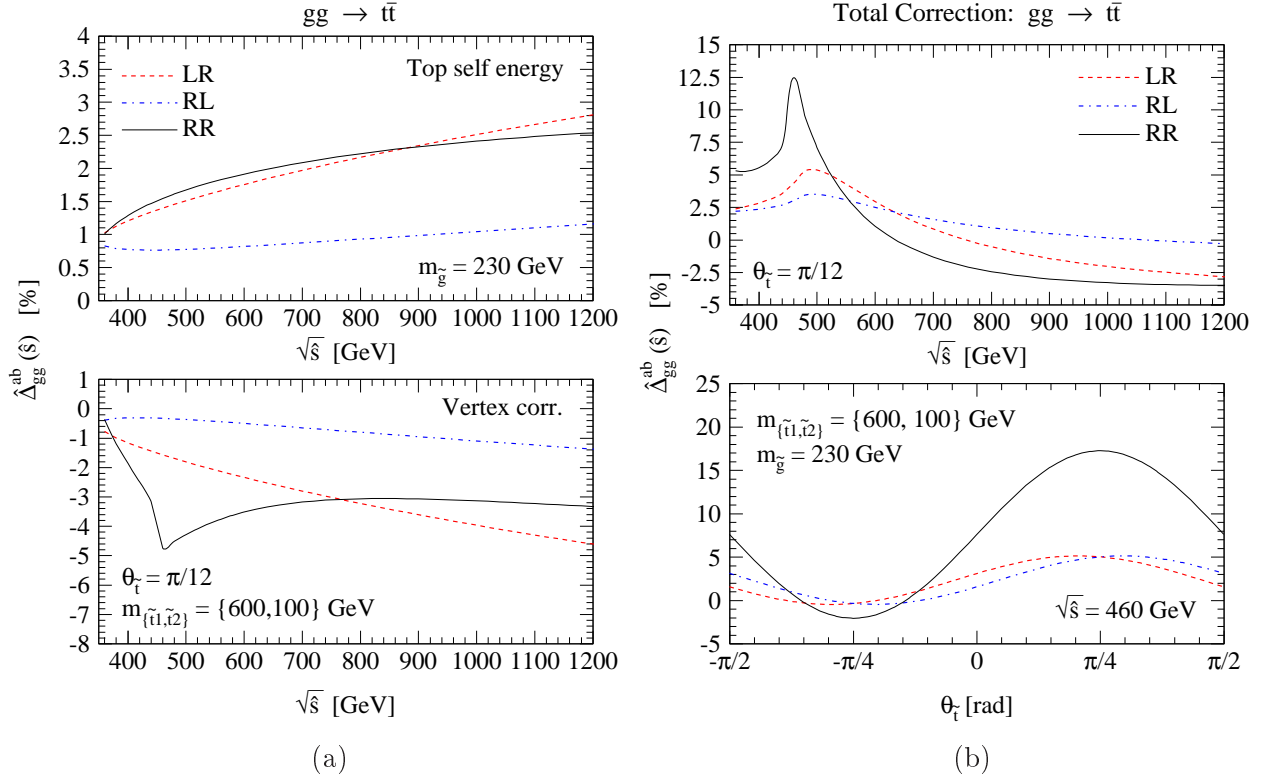 gg → tt̄
4
3.5
3
2.5
2
1.5
1
0.5
0
LR
RL
RR
Top self energy
m_g̃ = 230 GeV
400 500 600 700 800 900 1000 1100 1200
√ŝ [GeV]
Δ̂_gg^ab (ŝ) [%]
1
0
-1
-2
-3
-4
-5
-6
-7
-8
Vertex corr.
θ_t̃ = π/12
m_{t̃1,t̃2} = {600,100} GeV
400 500 600 700 800 900 1000 1100 1200
√ŝ [GeV]
(a)
Total Correction: gg → tt̄
15
12.5
10
7.5
5
2.5
0
-2.5
-5
LR
RL
RR
θ_t̃ = π/12
400 500 600 700 800 900 1000 1100 1200
√ŝ [GeV]
Δ̂_gg^ab (ŝ) [%]
25
20
15
10
5
0
-5
m_{t̃1,t̃2} = {600, 100} GeV
m_g̃ = 230 GeV
√ŝ = 460 GeV
-π/2 -π/4 0 π/4 π/2
θ_t̃ [rad]
(b)